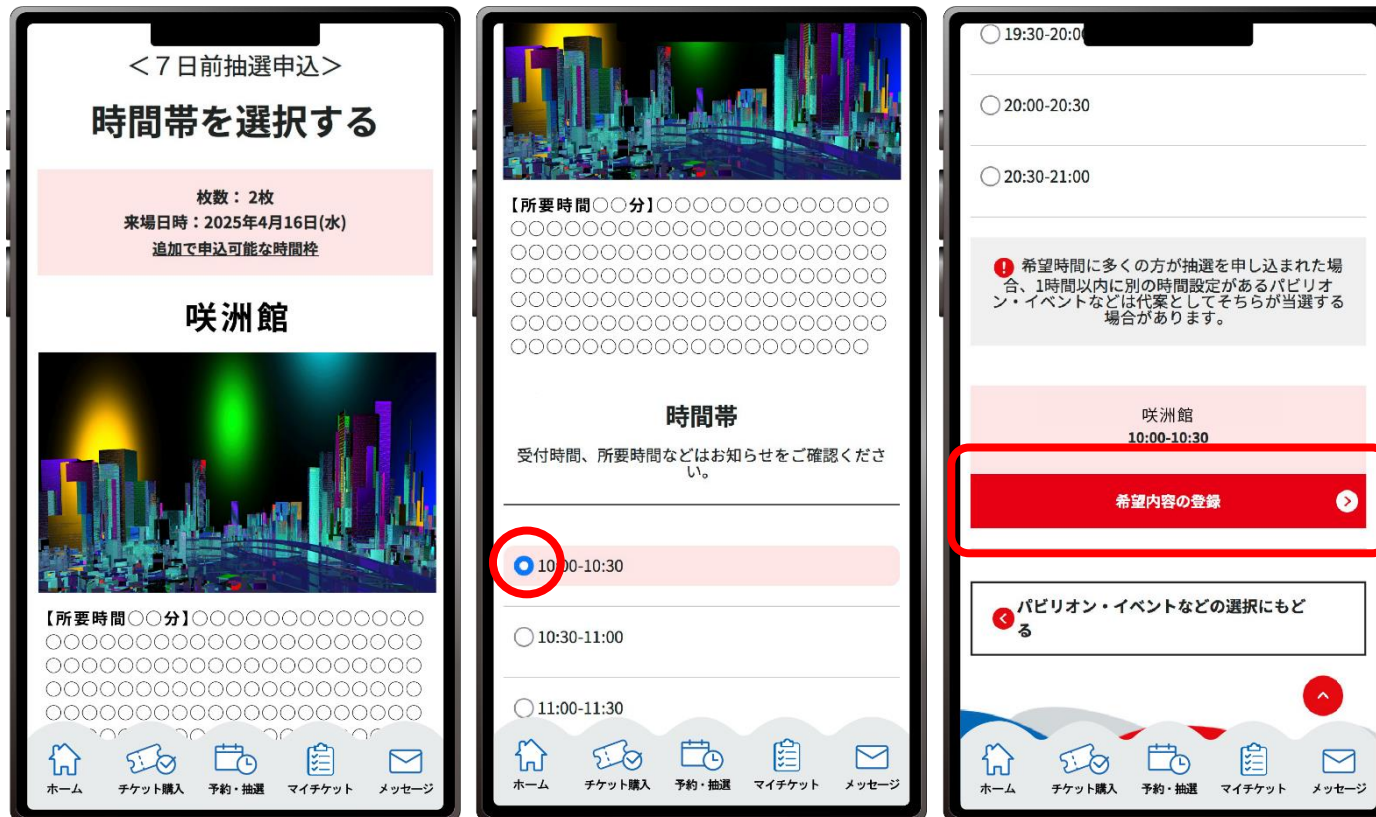 ＜７日前抽選申込＞
時間帯を選択する
枚数： 2枚
来場日時：2025年4月16日(水)
追加で申込可能な時間枠
咲洲館
【所要時間○○分】○○○○○○○○○○○○○
○○○○○○○○○○○○○○○○○○○○○
○○○○○○○○○○○○○○○○○○○○○
○○○○○○○○○○○○○○○○○○○○○
○○○○○○○○○○○○○○○○○○○○○
ホーム チケット購入 予約・抽選 マイチケット メッセージ
【所要時間○○分】○○○○○○○○○○○○○
○○○○○○○○○○○○○○○○○○○○○
○○○○○○○○○○○○○○○○○○○○○
○○○○○○○○○○○○○○○○○○○○○
○○○○○○○○○○○○○○○○○○○○○
○○○○○○○○○○○○○○○○○○○○○
○○○○○○○○○○○○○○○○○○○○
時間帯
受付時間、所要時間などはお知らせをご確認くださ
い。
10:00-10:30
10:30-11:00
11:00-11:30
ホーム チケット購入 予約・抽選 マイチケット メッセージ
19:30-20:00
20:00-20:30
20:30-21:00
希望時間に多くの方が抽選を申し込まれた場
合、1時間以内に別の時間設定があるパビリオ
ン・イベントなどは代案としてそちらが当選する
場合があります。
咲洲館
10:00-10:30
希望内容の登録
パビリオン・イベントなどの選択にもど
る
ホーム チケット購入 予約・抽選 マイチケット メッセージ